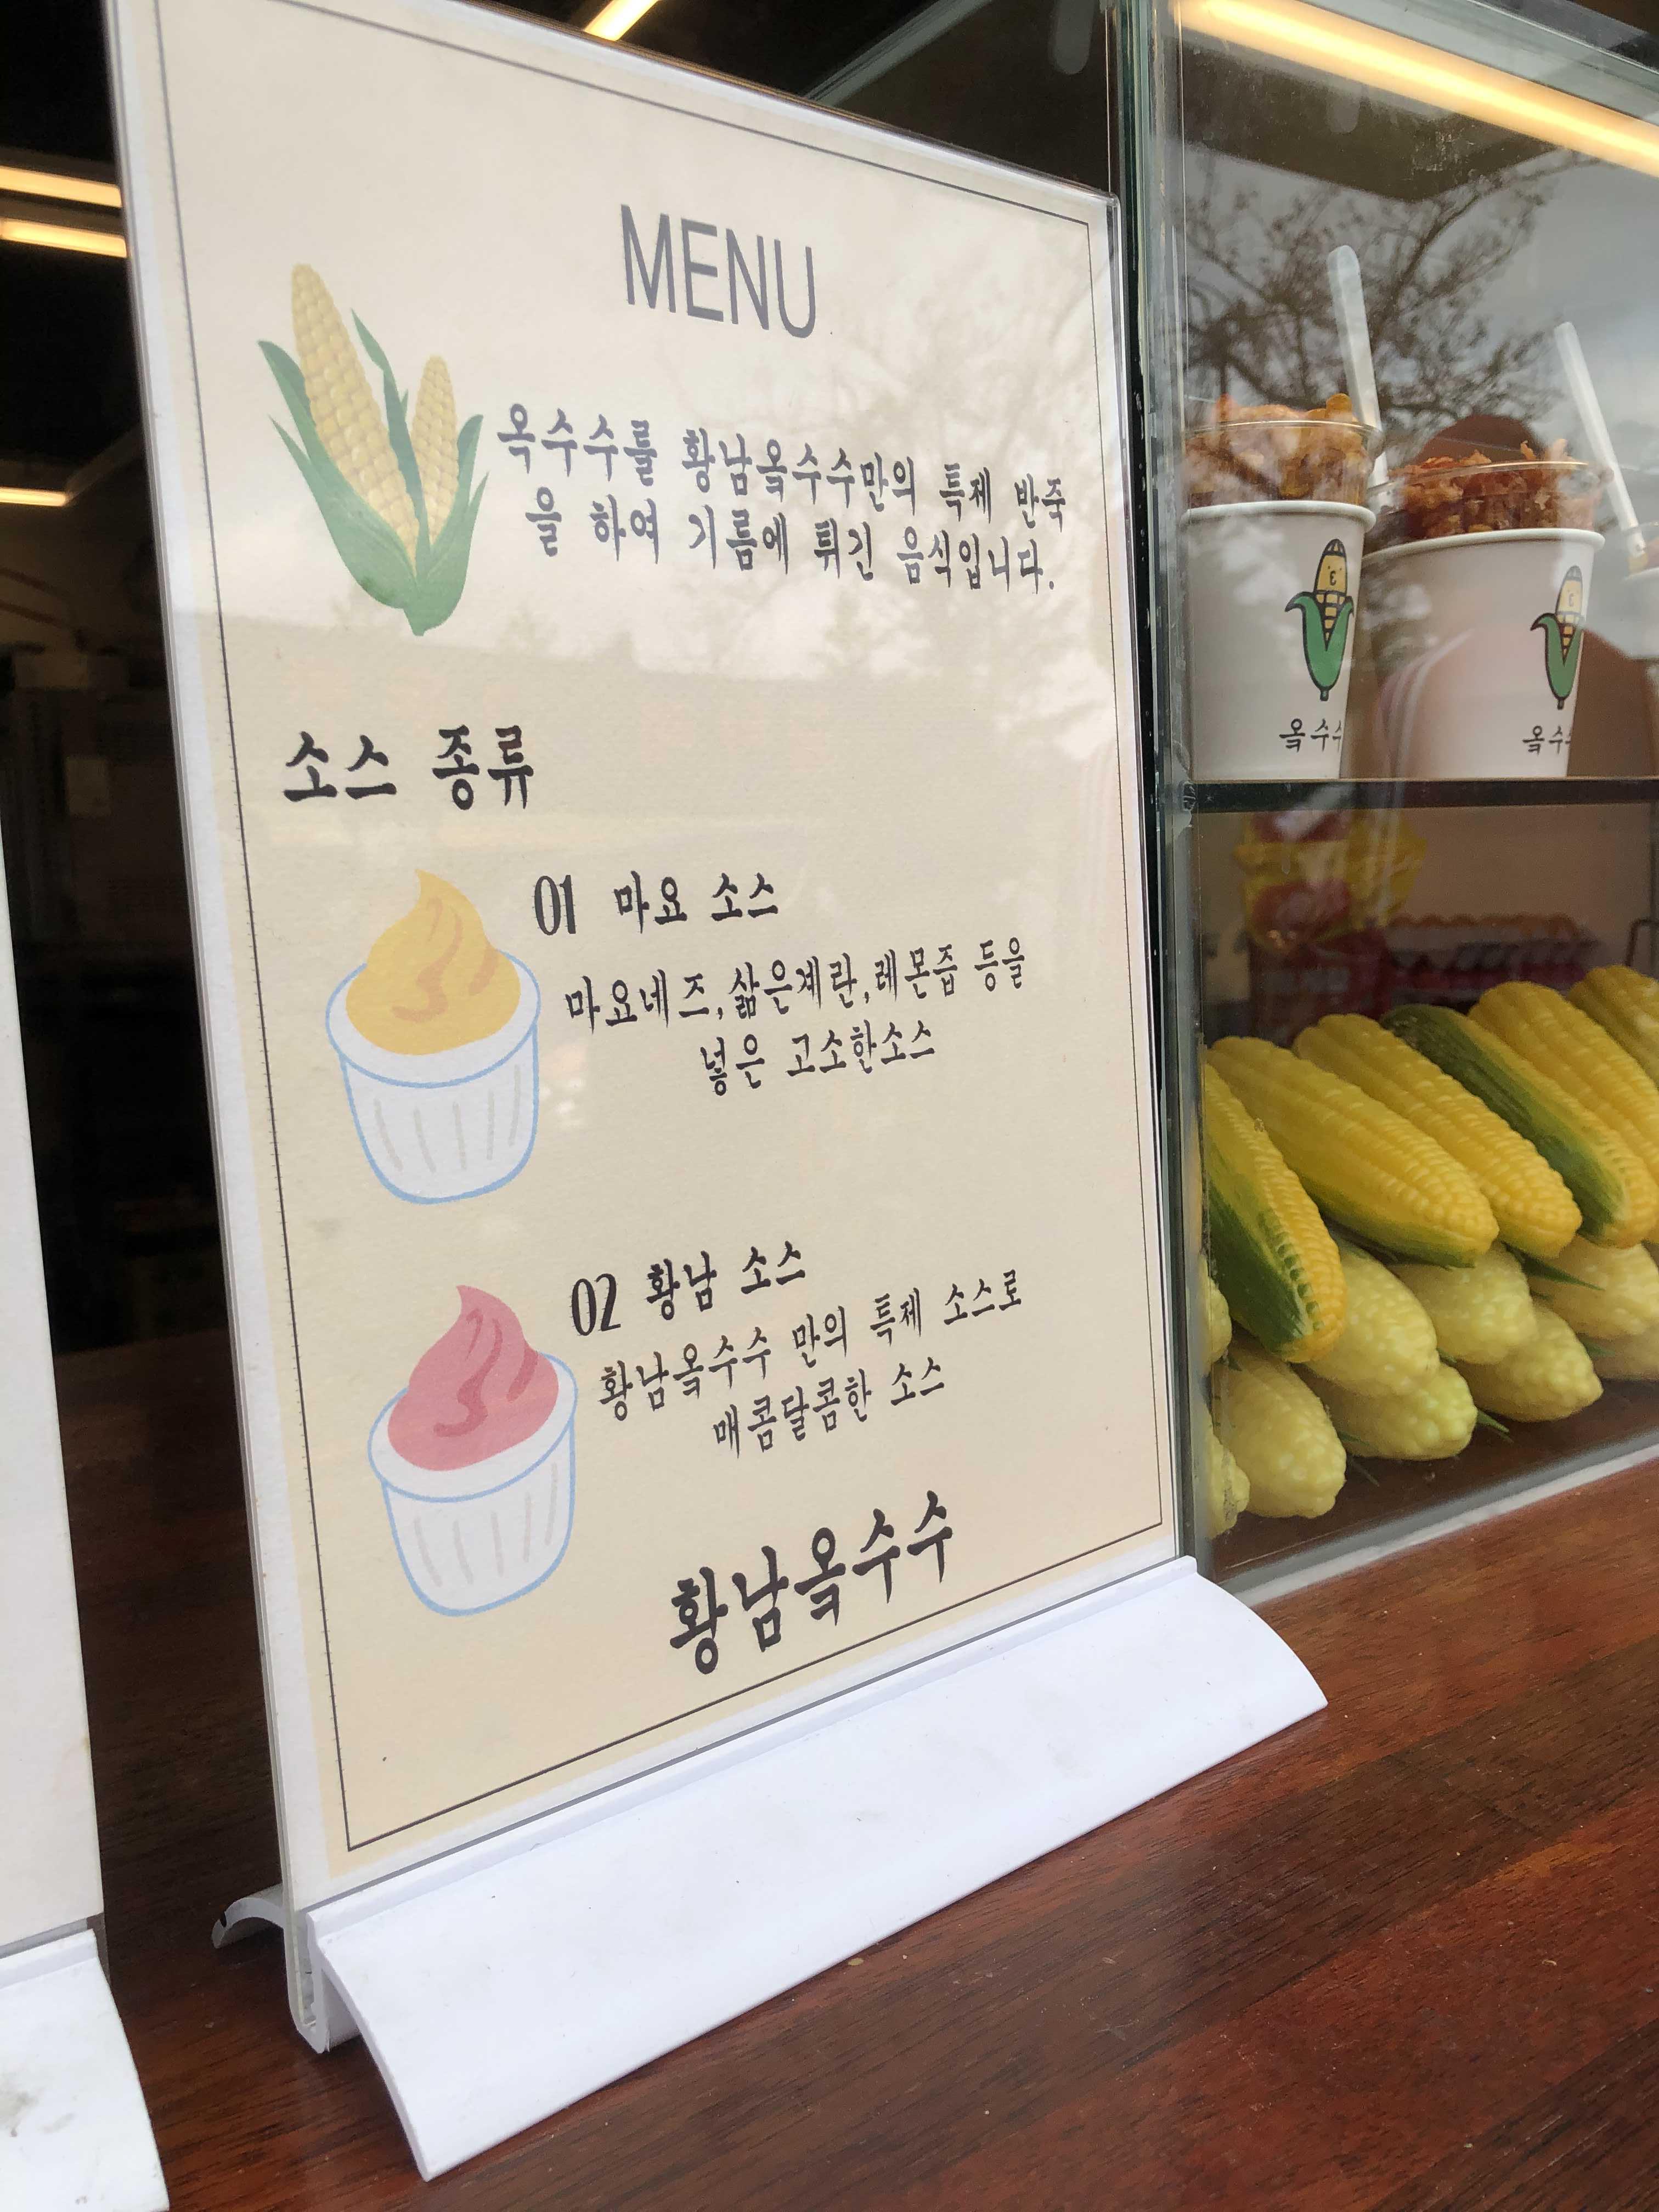 MENU
옥수수를 황남옥수수만의 특제 반죽
을 하여 기름에 튀긴 음식입니다.
소스 종류
01 마요 소스
마요네즈,삶은계란,레몬즙 등을
넣은 고소한소스
02 황남 소스
황남옥수수 만의 특제 소스로
매콤달콤한 소스
황남옥수수
옥수수
옥수